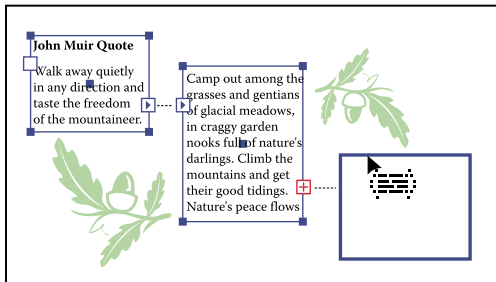 John Muir Quote
Walk away quietly
in any direction and
taste the freedom
of the mountaineer.
Camp out among the
grasses and gentians
of glacial meadows,
in craggy garden
nooks full of nature's
darlings. Climb the
mountains and get
their good tidings.
Nature's peace flows